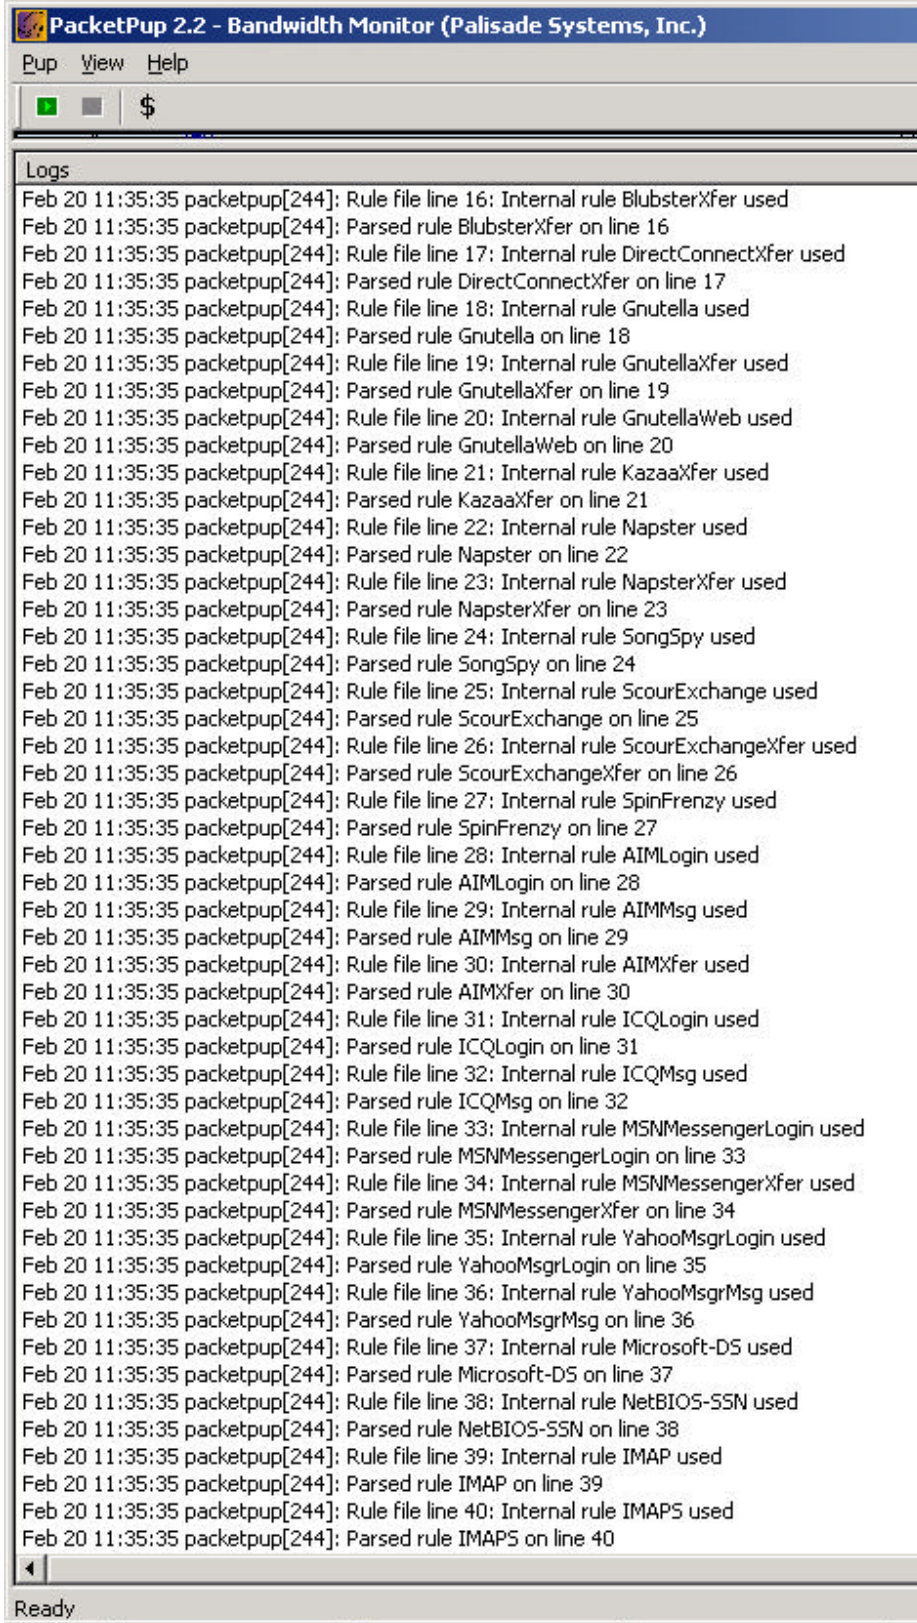 PacketPup 2.2 - Bandwidth Monitor (Palisade Systems, Inc.)
Pup View Help
$
Logs
Feb 20 11:35:35 packetpup[244]: Rule file line 16: Internal rule BlubsterXfer used
Feb 20 11:35:35 packetpup[244]: Parsed rule BlubsterXfer on line 16
Feb 20 11:35:35 packetpup[244]: Rule file line 17: Internal rule DirectConnectXfer used
Feb 20 11:35:35 packetpup[244]: Parsed rule DirectConnectXfer on line 17
Feb 20 11:35:35 packetpup[244]: Rule file line 18: Internal rule Gnutella used
Feb 20 11:35:35 packetpup[244]: Parsed rule Gnutella on line 18
Feb 20 11:35:35 packetpup[244]: Rule file line 19: Internal rule GnutellaXfer used
Feb 20 11:35:35 packetpup[244]: Parsed rule GnutellaXfer on line 19
Feb 20 11:35:35 packetpup[244]: Rule file line 20: Internal rule GnutellaWeb used
Feb 20 11:35:35 packetpup[244]: Parsed rule GnutellaWeb on line 20
Feb 20 11:35:35 packetpup[244]: Rule file line 21: Internal rule KazaaXfer used
Feb 20 11:35:35 packetpup[244]: Parsed rule KazaaXfer on line 21
Feb 20 11:35:35 packetpup[244]: Rule file line 22: Internal rule Napster used
Feb 20 11:35:35 packetpup[244]: Parsed rule Napster on line 22
Feb 20 11:35:35 packetpup[244]: Rule file line 23: Internal rule NapsterXfer used
Feb 20 11:35:35 packetpup[244]: Parsed rule NapsterXfer on line 23
Feb 20 11:35:35 packetpup[244]: Rule file line 24: Internal rule SongSpy used
Feb 20 11:35:35 packetpup[244]: Parsed rule SongSpy on line 24
Feb 20 11:35:35 packetpup[244]: Rule file line 25: Internal rule ScourExchange used
Feb 20 11:35:35 packetpup[244]: Parsed rule ScourExchange on line 25
Feb 20 11:35:35 packetpup[244]: Rule file line 26: Internal rule ScourExchangeXfer used
Feb 20 11:35:35 packetpup[244]: Parsed rule ScourExchangeXfer on line 26
Feb 20 11:35:35 packetpup[244]: Rule file line 27: Internal rule SpinFrenzy used
Feb 20 11:35:35 packetpup[244]: Parsed rule SpinFrenzy on line 27
Feb 20 11:35:35 packetpup[244]: Rule file line 28: Internal rule AIMLogin used
Feb 20 11:35:35 packetpup[244]: Parsed rule AIMLogin on line 28
Feb 20 11:35:35 packetpup[244]: Rule file line 29: Internal rule AIMMsg used
Feb 20 11:35:35 packetpup[244]: Parsed rule AIMMsg on line 29
Feb 20 11:35:35 packetpup[244]: Rule file line 30: Internal rule AIMXfer used
Feb 20 11:35:35 packetpup[244]: Parsed rule AIMXfer on line 30
Feb 20 11:35:35 packetpup[244]: Rule file line 31: Internal rule ICQLogin used
Feb 20 11:35:35 packetpup[244]: Parsed rule ICQLogin on line 31
Feb 20 11:35:35 packetpup[244]: Rule file line 32: Internal rule ICQMsg used
Feb 20 11:35:35 packetpup[244]: Parsed rule ICQMsg on line 32
Feb 20 11:35:35 packetpup[244]: Rule file line 33: Internal rule MSNMessengerLogin used
Feb 20 11:35:35 packetpup[244]: Parsed rule MSNMessengerLogin on line 33
Feb 20 11:35:35 packetpup[244]: Rule file line 34: Internal rule MSNMessengerXfer used
Feb 20 11:35:35 packetpup[244]: Parsed rule MSNMessengerXfer on line 34
Feb 20 11:35:35 packetpup[244]: Rule file line 35: Internal rule YahooMsgrLogin used
Feb 20 11:35:35 packetpup[244]: Parsed rule YahooMsgrLogin on line 35
Feb 20 11:35:35 packetpup[244]: Rule file line 36: Internal rule YahooMsgrMsg used
Feb 20 11:35:35 packetpup[244]: Parsed rule YahooMsgrMsg on line 36
Feb 20 11:35:35 packetpup[244]: Rule file line 37: Internal rule Microsoft-DS used
Feb 20 11:35:35 packetpup[244]: Parsed rule Microsoft-DS on line 37
Feb 20 11:35:35 packetpup[244]: Rule file line 38: Internal rule NetBIOS-SSN used
Feb 20 11:35:35 packetpup[244]: Parsed rule NetBIOS-SSN on line 38
Feb 20 11:35:35 packetpup[244]: Rule file line 39: Internal rule IMAP used
Feb 20 11:35:35 packetpup[244]: Parsed rule IMAP on line 39
Feb 20 11:35:35 packetpup[244]: Rule file line 40: Internal rule IMAPS used
Feb 20 11:35:35 packetpup[244]: Parsed rule IMAPS on line 40
Ready